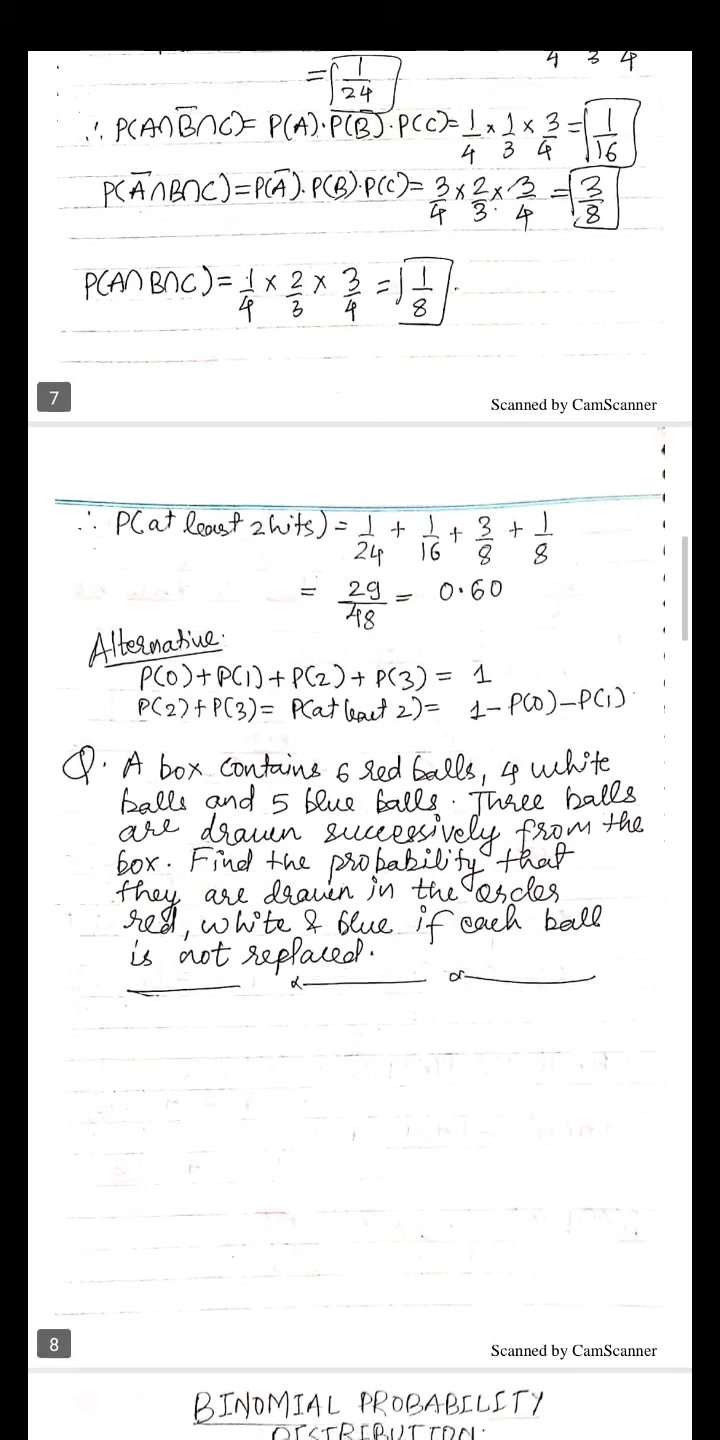 4 3 4
= 1/24
∴ P(A∩B̅∩C) = P(A)·P(B̅)·P(C) = 1/4 × 1/3 × 3/4 = 1/16
P(A̅∩B∩C) = P(A̅)·P(B)·P(C) = 3/4 × 2/3 × 3/4 = 3/8
P(A∩B∩C) = 1/4 × 2/3 × 3/4 = 1/8.
7
Scanned by CamScanner
∴ P(at least 2 hits) = 1/24 + 1/16 + 3/8 + 1/8
= 29/48 = 0.60
Alternative:
P(0)+P(1)+P(2)+P(3) = 1
P(2)+P(3) = P(at least 2) = 1-P(0)-P(1)
Q. A box contains 6 red balls, 4 white
balls and 5 blue balls. Three balls
are drawn successively from the
box. Find the probability that
they are drawn in the order
red, white & blue if each ball
is not replaced.
8
Scanned by CamScanner
BINOMIAL PROBABILITY
DISTRIBUTION: